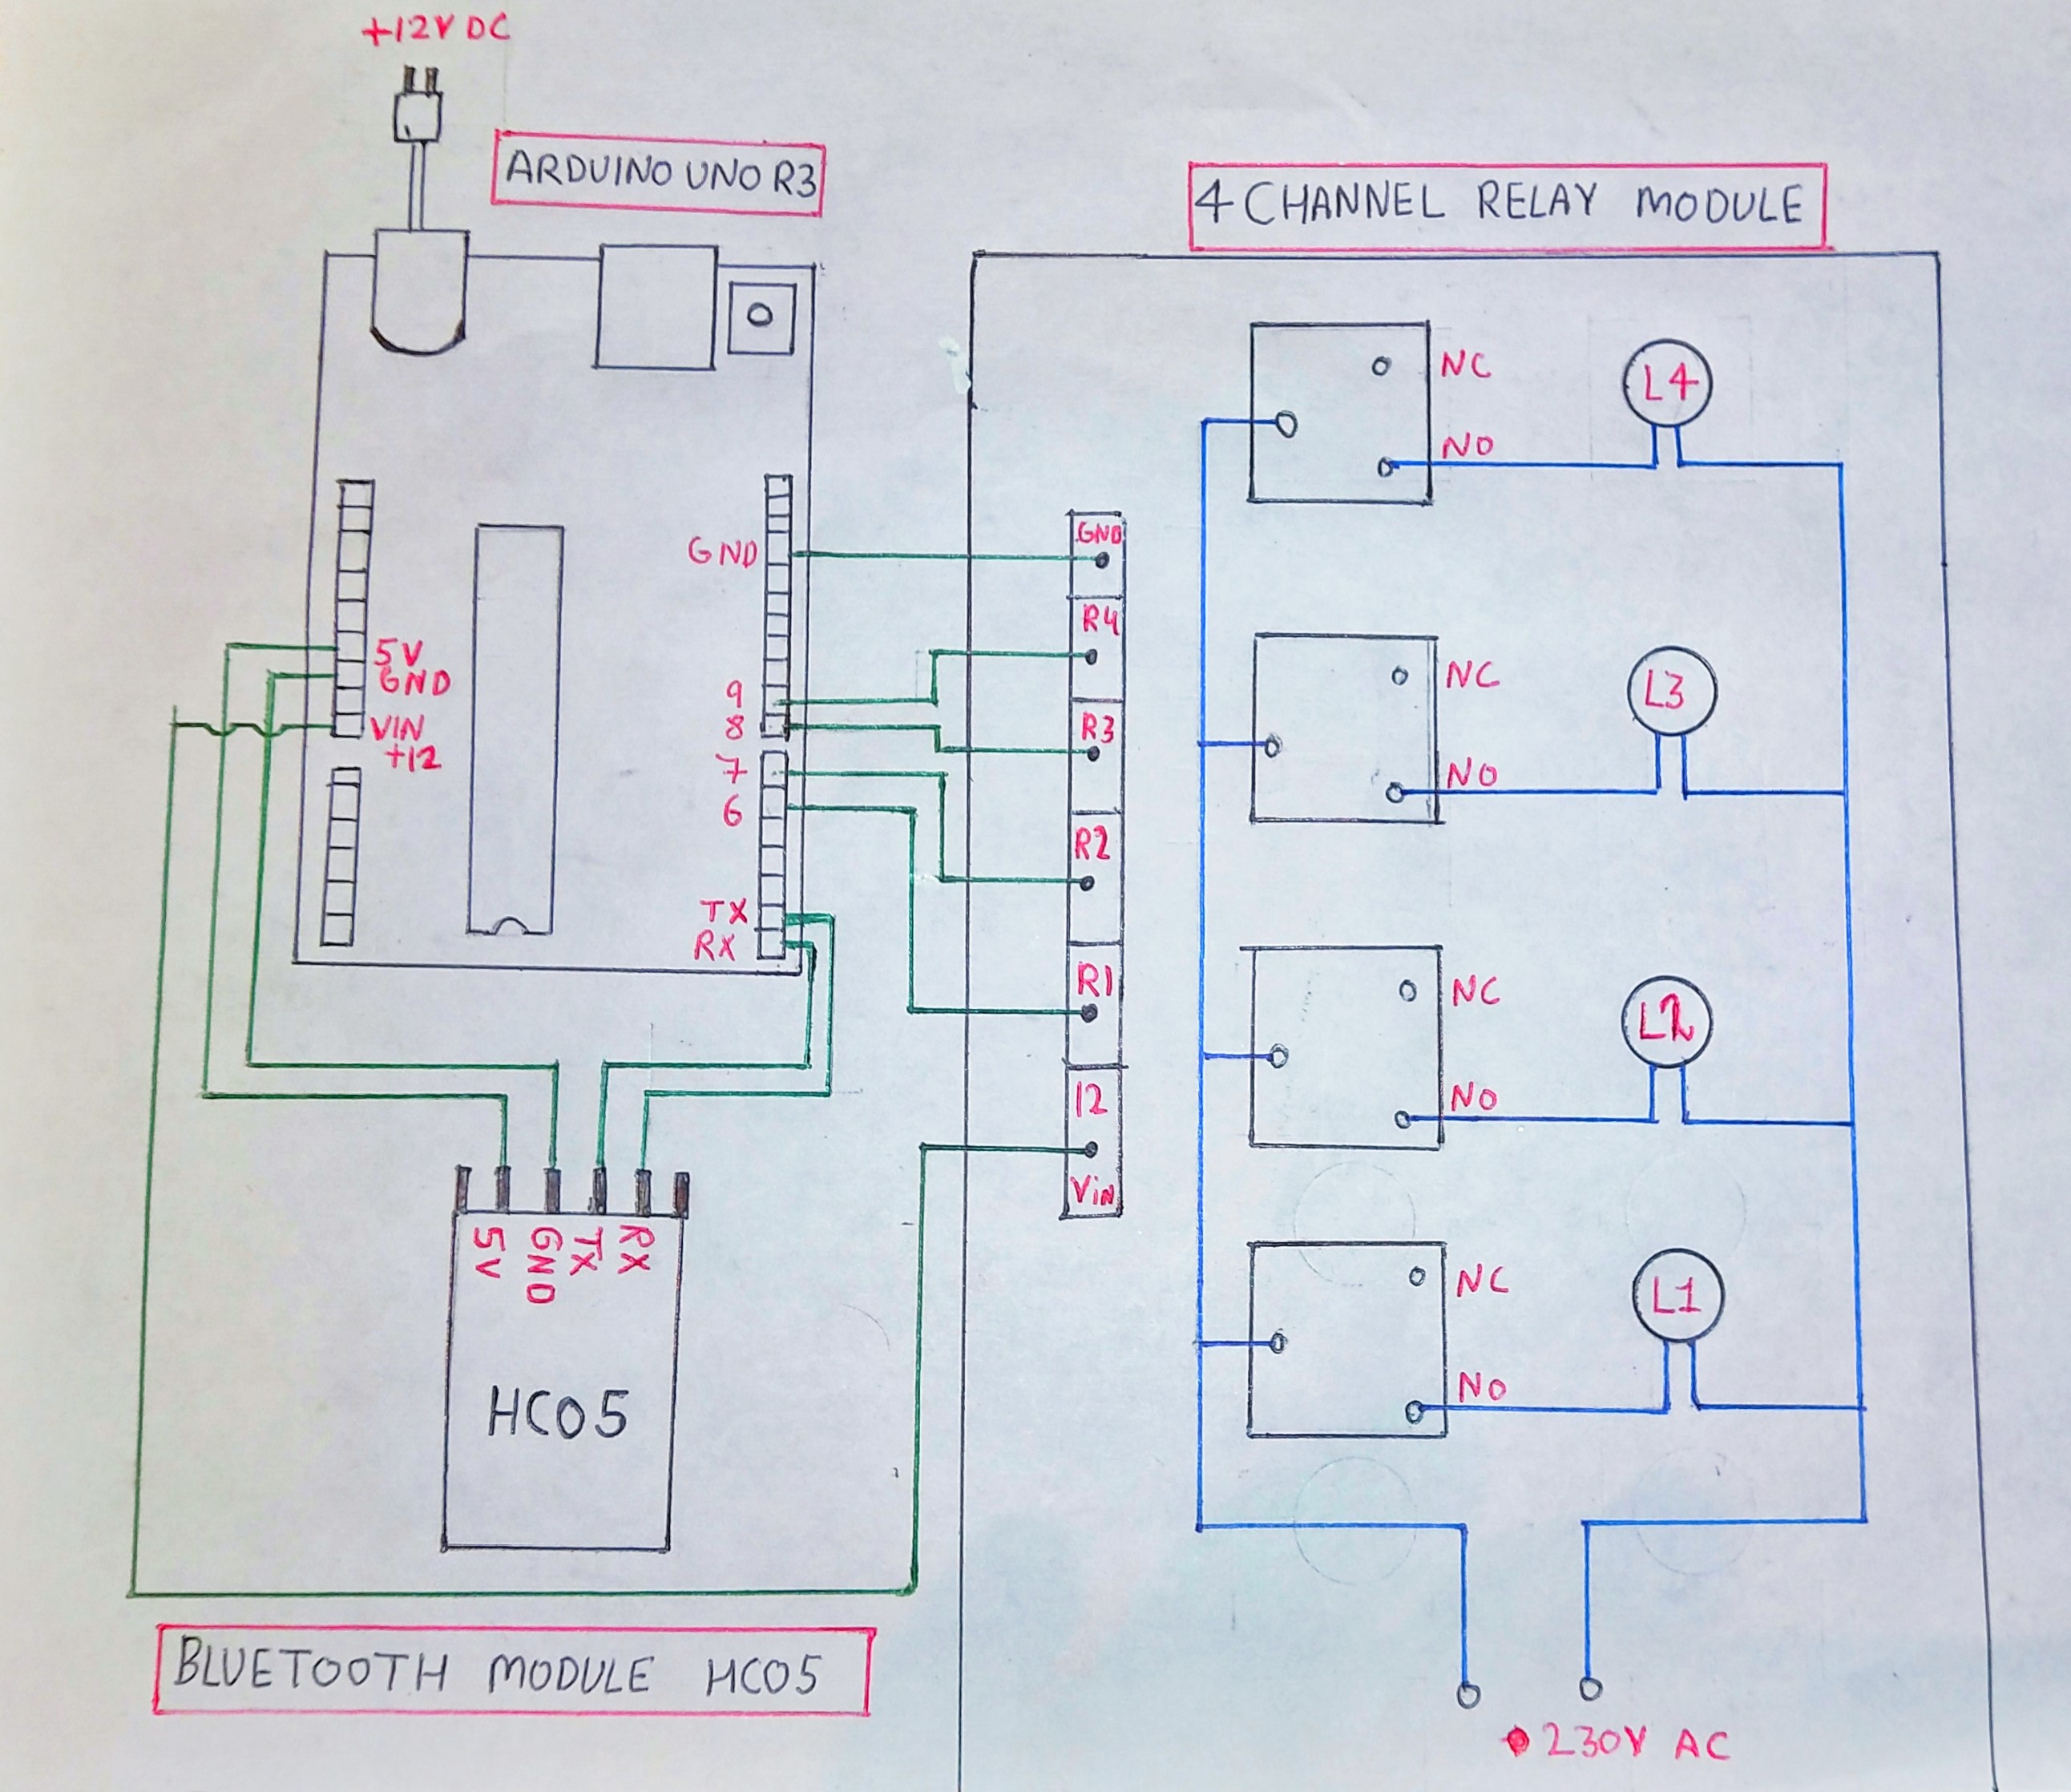 +12V DC
ARDUINO UNO R3
4 CHANNEL RELAY MODULE
NC
L4
NO
GND
GND
R4
5V
GND
VIN
+12
9
8
7
6
R3
NC
L3
NO
R2
TX
RX
R1
NC
L2
NO
12
Vin
5V
GND
TX
RX
HC05
NC
L1
NO
BLUETOOTH MODULE HC05
230V AC